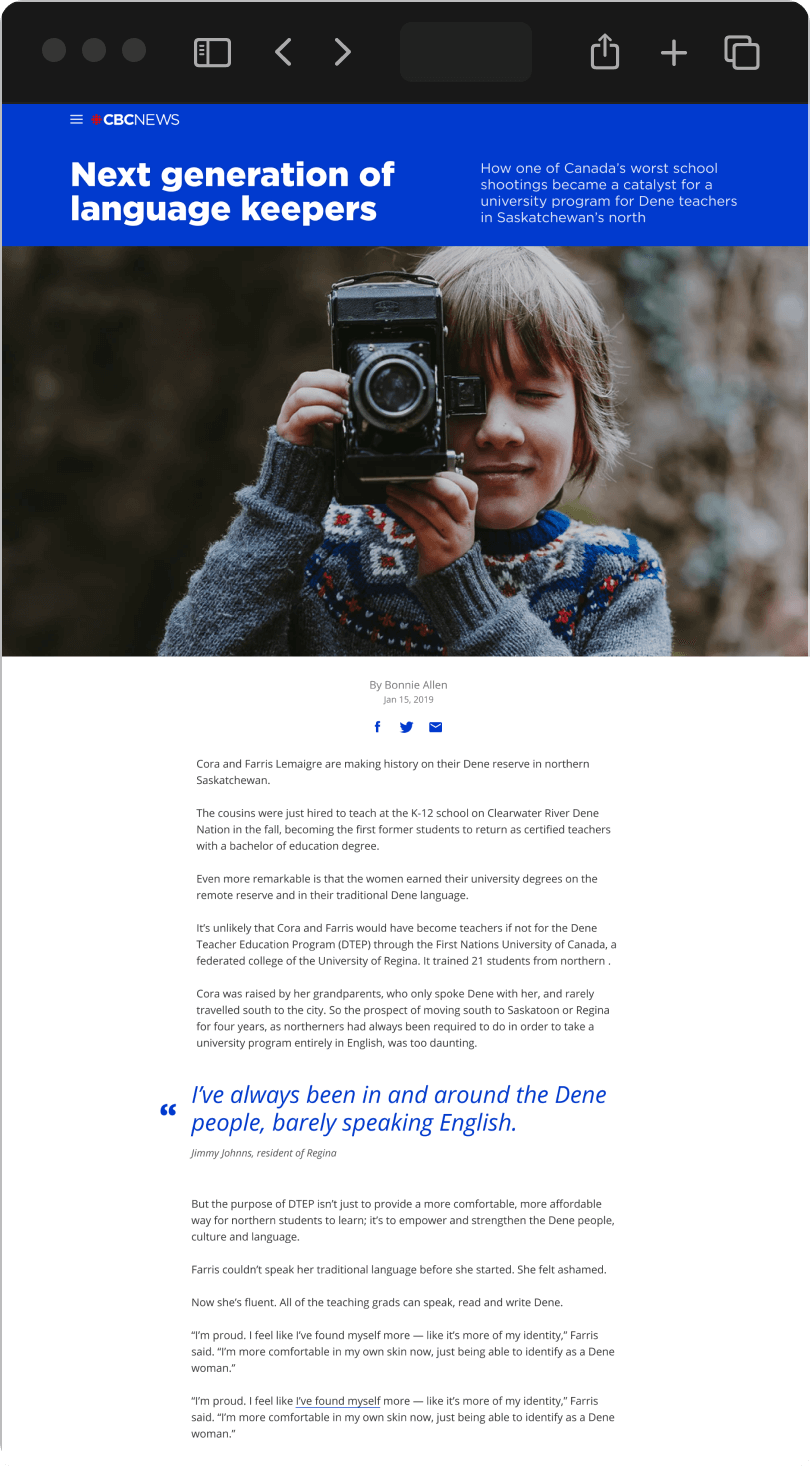 CBCNEWS
Next generation of
language keepers
How one of Canada’s worst school
shootings became a catalyst for a
university program for Dene teachers
in Saskatchewan’s north
By Bonnie Allen
Jan 15, 2019
Cora and Farris Lemaigre are making history on their Dene reserve in northern
Saskatchewan.
The cousins were just hired to teach at the K-12 school on Clearwater River Dene
Nation in the fall, becoming the first former students to return as certified teachers
with a bachelor of education degree.
Even more remarkable is that the women earned their university degrees on the
remote reserve and in their traditional Dene language.
It’s unlikely that Cora and Farris would have become teachers if not for the Dene
Teacher Education Program (DTEP) through the First Nations University of Canada, a
federated college of the University of Regina. It trained 21 students from northern .
Cora was raised by her grandparents, who only spoke Dene with her, and rarely
travelled south to the city. So the prospect of moving south to Saskatoon or Regina
for four years, as northerners had always been required to do in order to take a
university program entirely in English, was too daunting.
“ I’ve always been in and around the Dene
people, barely speaking English.
Jimmy Johnns, resident of Regina
But the purpose of DTEP isn’t just to provide a more comfortable, more affordable
way for northern students to learn; it’s to empower and strengthen the Dene people,
culture and language.
Farris couldn’t speak her traditional language before she started. She felt ashamed.
Now she’s fluent. All of the teaching grads can speak, read and write Dene.
“I’m proud. I feel like I’ve found myself more — like it’s more of my identity,” Farris
said. “I’m more comfortable in my own skin now, just being able to identify as a Dene
woman.”
“I’m proud. I feel like I’ve found myself more — like it’s more of my identity,” Farris
said. “I’m more comfortable in my own skin now, just being able to identify as a Dene
woman.”